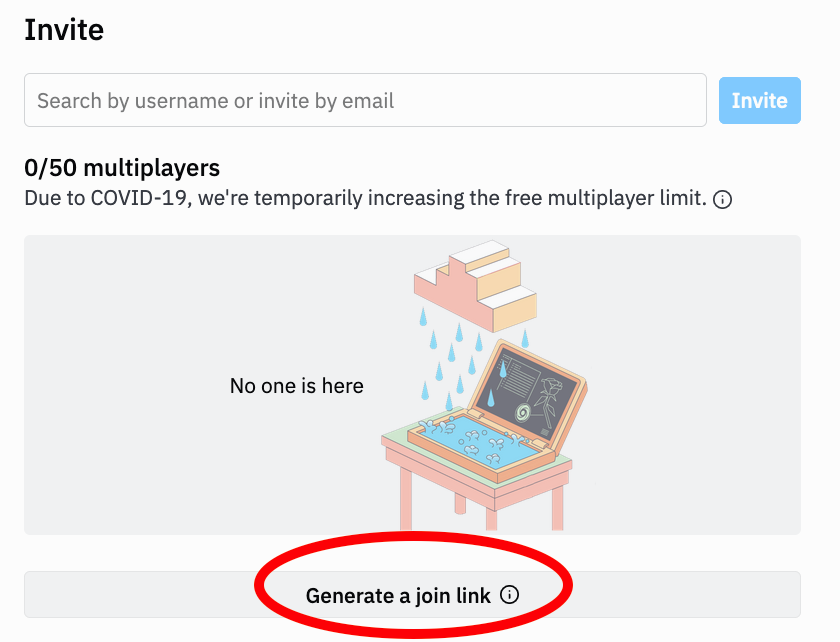 Invite
Search by username or invite by email
Invite
0/50 multiplayers
Due to COVID-19, we're temporarily increasing the free multiplayer limit.
No one is here
Generate a join link